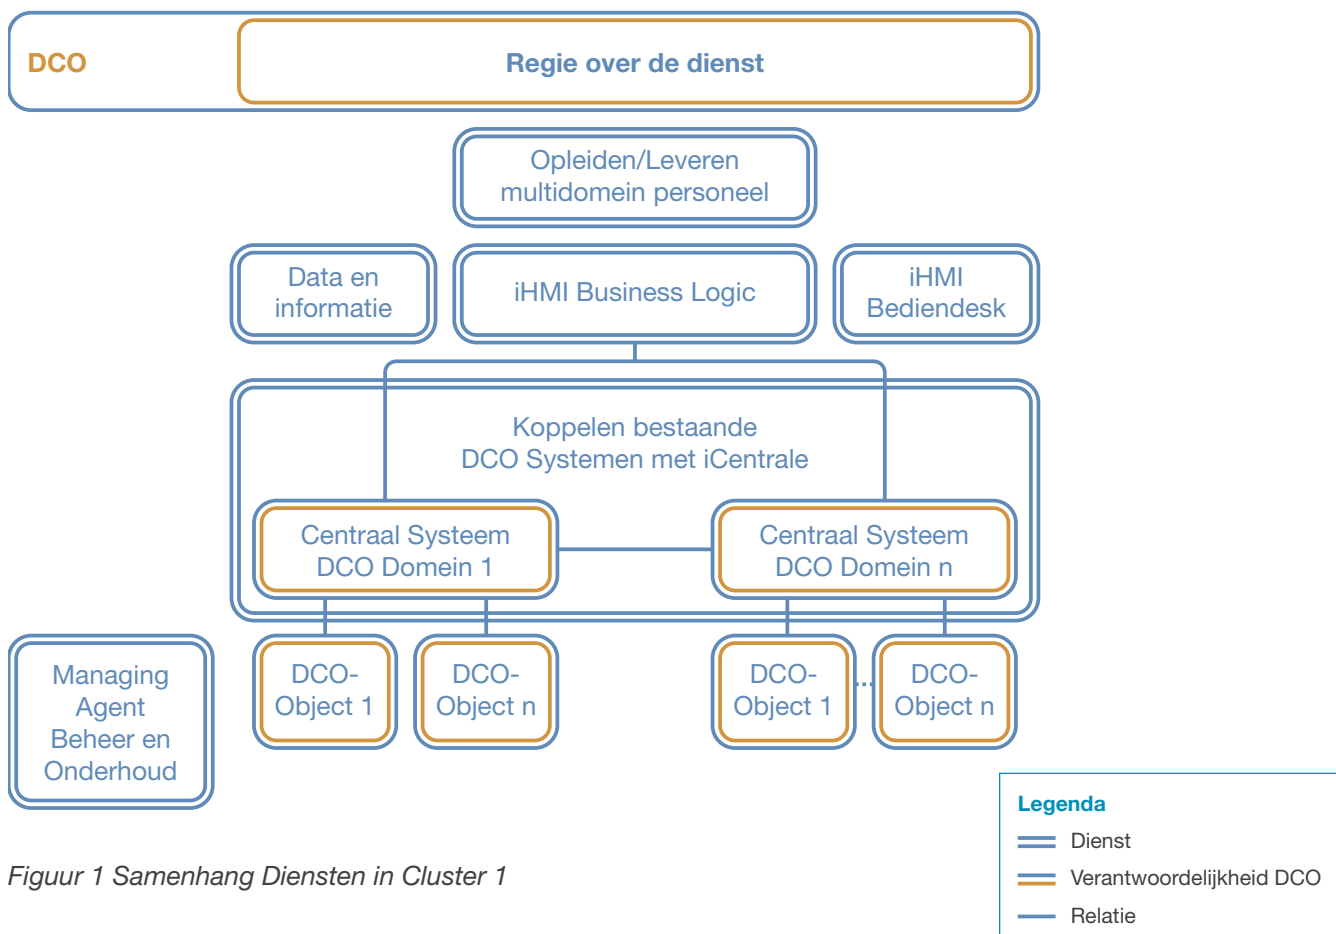 DCO
Regie over de dienst
Opleiden/Leveren
multidomein personeel
Data en
informatie
iHMI Business Logic
iHMI
Bediendesk
Koppelen bestaande
DCO Systemen met iCentrale
Centraal Systeem
DCO Domein 1
Centraal Systeem
DCO Domein n
Managing
Agent
Beheer en
Onderhoud
DCO-
Object 1
DCO-
Object n
DCO-
Object 1
...
DCO-
Object n
Legenda
Dienst
Verantwoordelijkheid DCO
Relatie
Figuur 1 Samenhang Diensten in Cluster 1